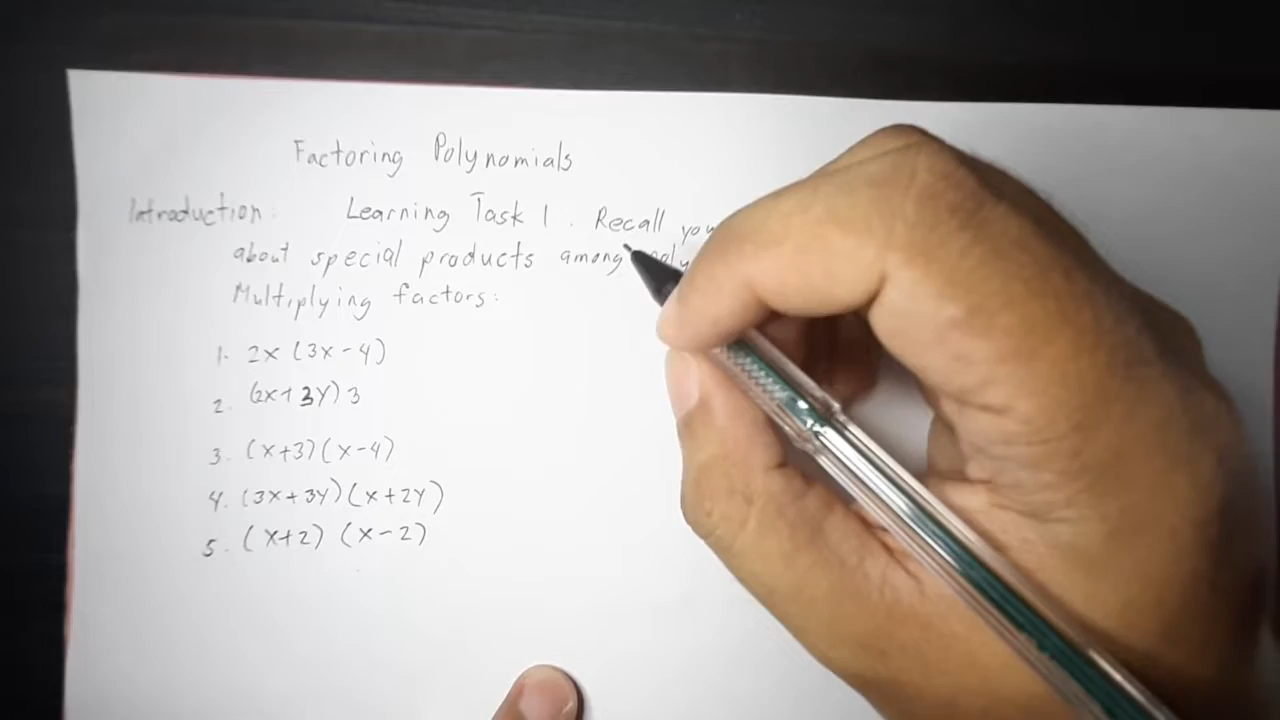 Factoring Polynomials
Introduction: Learning Task 1. Recall
about special products among
Multiplying factors:
1. 2x (3x-4)
2. (2x+3y)3
3. (x+3)(x-4)
4. (3x+3y)(x+2y)
5. (x+2) (x-2)